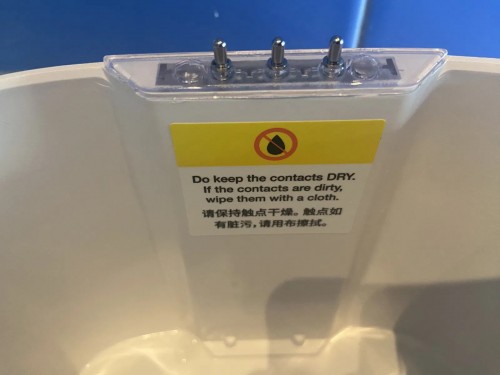 Do keep the contacts DRY.
If the contacts are dirty,
wipe them with a cloth.
请保持触点干燥。触点如
有脏污,请用布擦拭。